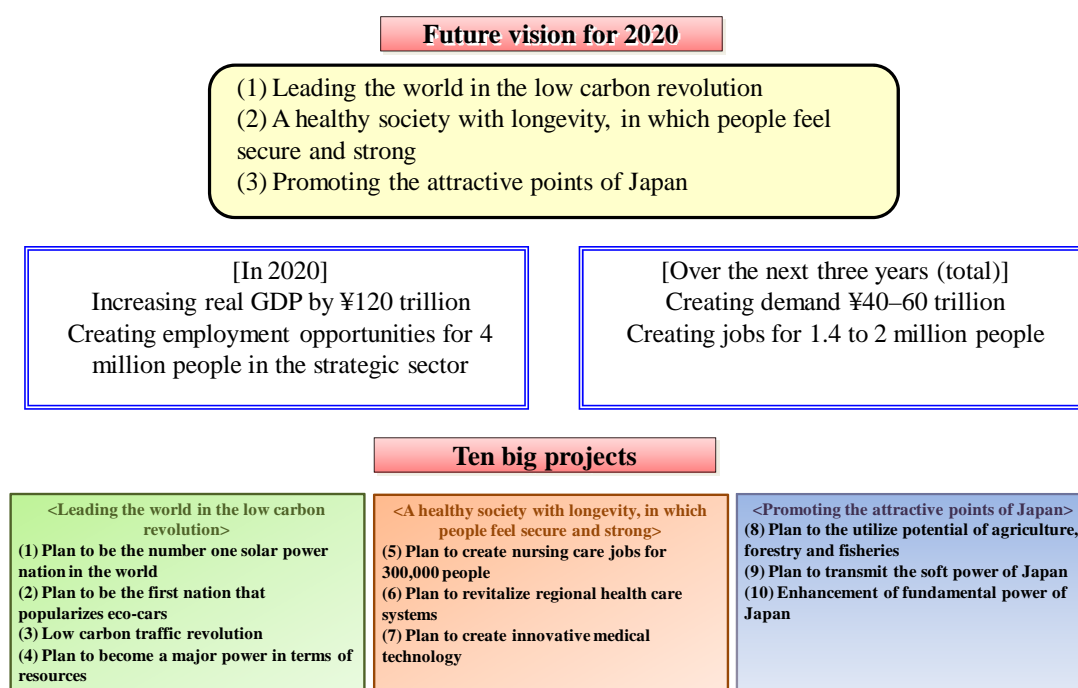 Future vision for 2020
(1) Leading the world in the low carbon revolution
(2) A healthy society with longevity, in which people feel
secure and strong
(3) Promoting the attractive points of Japan
[In 2020]
Increasing real GDP by ¥120 trillion
Creating employment opportunities for 4
million people in the strategic sector
[Over the next three years (total)]
Creating demand ¥40–60 trillion
Creating jobs for 1.4 to 2 million people
Ten big projects
<Leading the world in the low carbon
revolution>
(1) Plan to be the number one solar power
nation in the world
(2) Plan to be the first nation that
popularizes eco-cars
(3) Low carbon traffic revolution
(4) Plan to become a major power in terms of
resources
<A healthy society with longevity, in which
people feel secure and strong>
(5) Plan to create nursing care jobs for
300,000 people
(6) Plan to revitalize regional health care
systems
(7) Plan to create innovative medical
technology
<Promoting the attractive points of Japan>
(8) Plan to the utilize potential of agriculture,
forestry and fisheries
(9) Plan to transmit the soft power of Japan
(10) Enhancement of fundamental power of
Japan